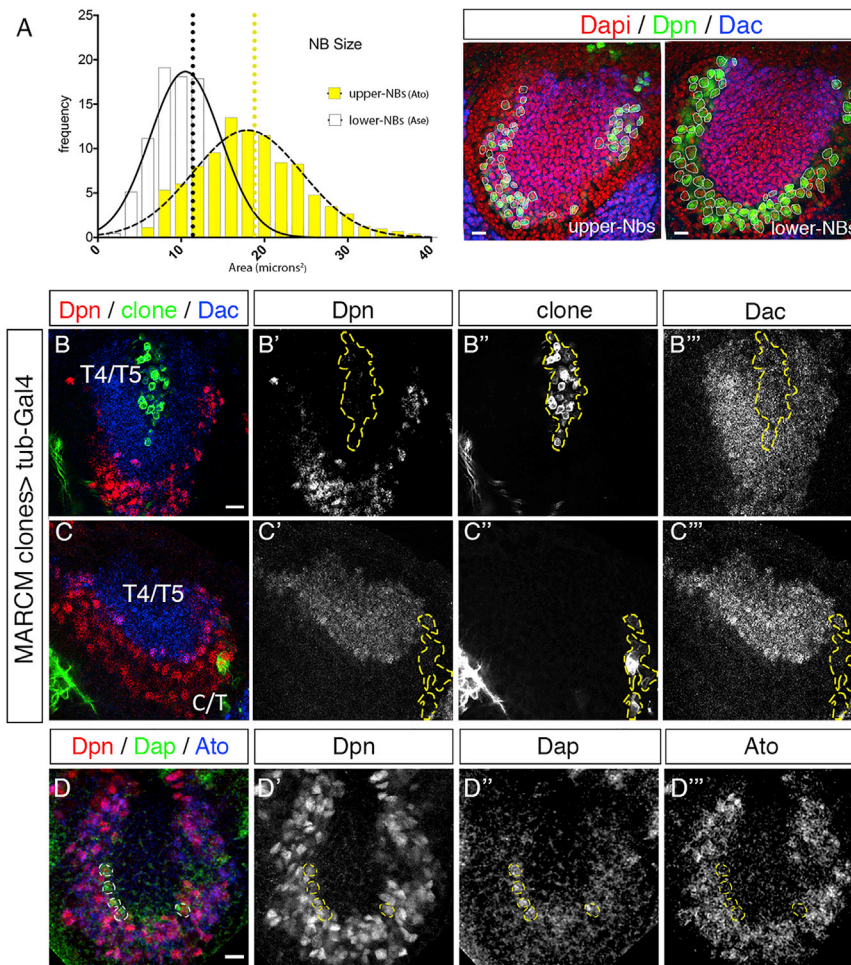 A
25
20
15
10
5
0
frequency
0
10
20
30
40
Area (microns²)
NB Size
upper-NBs (Ato)
lower-NBs (Ase)
Dapi / Dpn / Dac
upper-Nbs
lower-NBs
MARCM clones> tub-Gal4
Dpn / clone / Dac
Dpn
clone
Dac
B
T4/T5
B'
B''
B'''
C
T4/T5
C/T
C'
C''
C'''
Dpn / Dap / Ato
Dpn
Dap
Ato
D
D'
D''
D'''